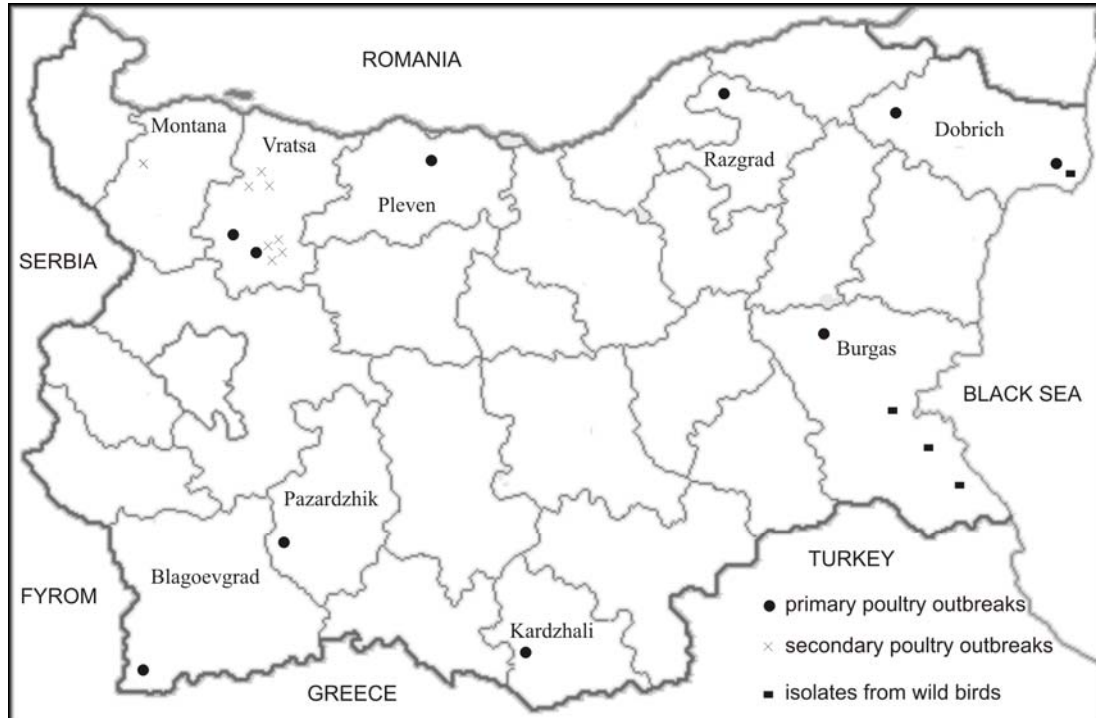 ROMANIA
Montana
Vratsa
Pleven
Razgrad
Dobrich
SERBIA
Burgas
BLACK SEA
Pazardzhik
Blagoevgrad
FYROM
Kardzhali
GREECE
TURKEY
primary poultry outbreaks
secondary poultry outbreaks
isolates from wild birds